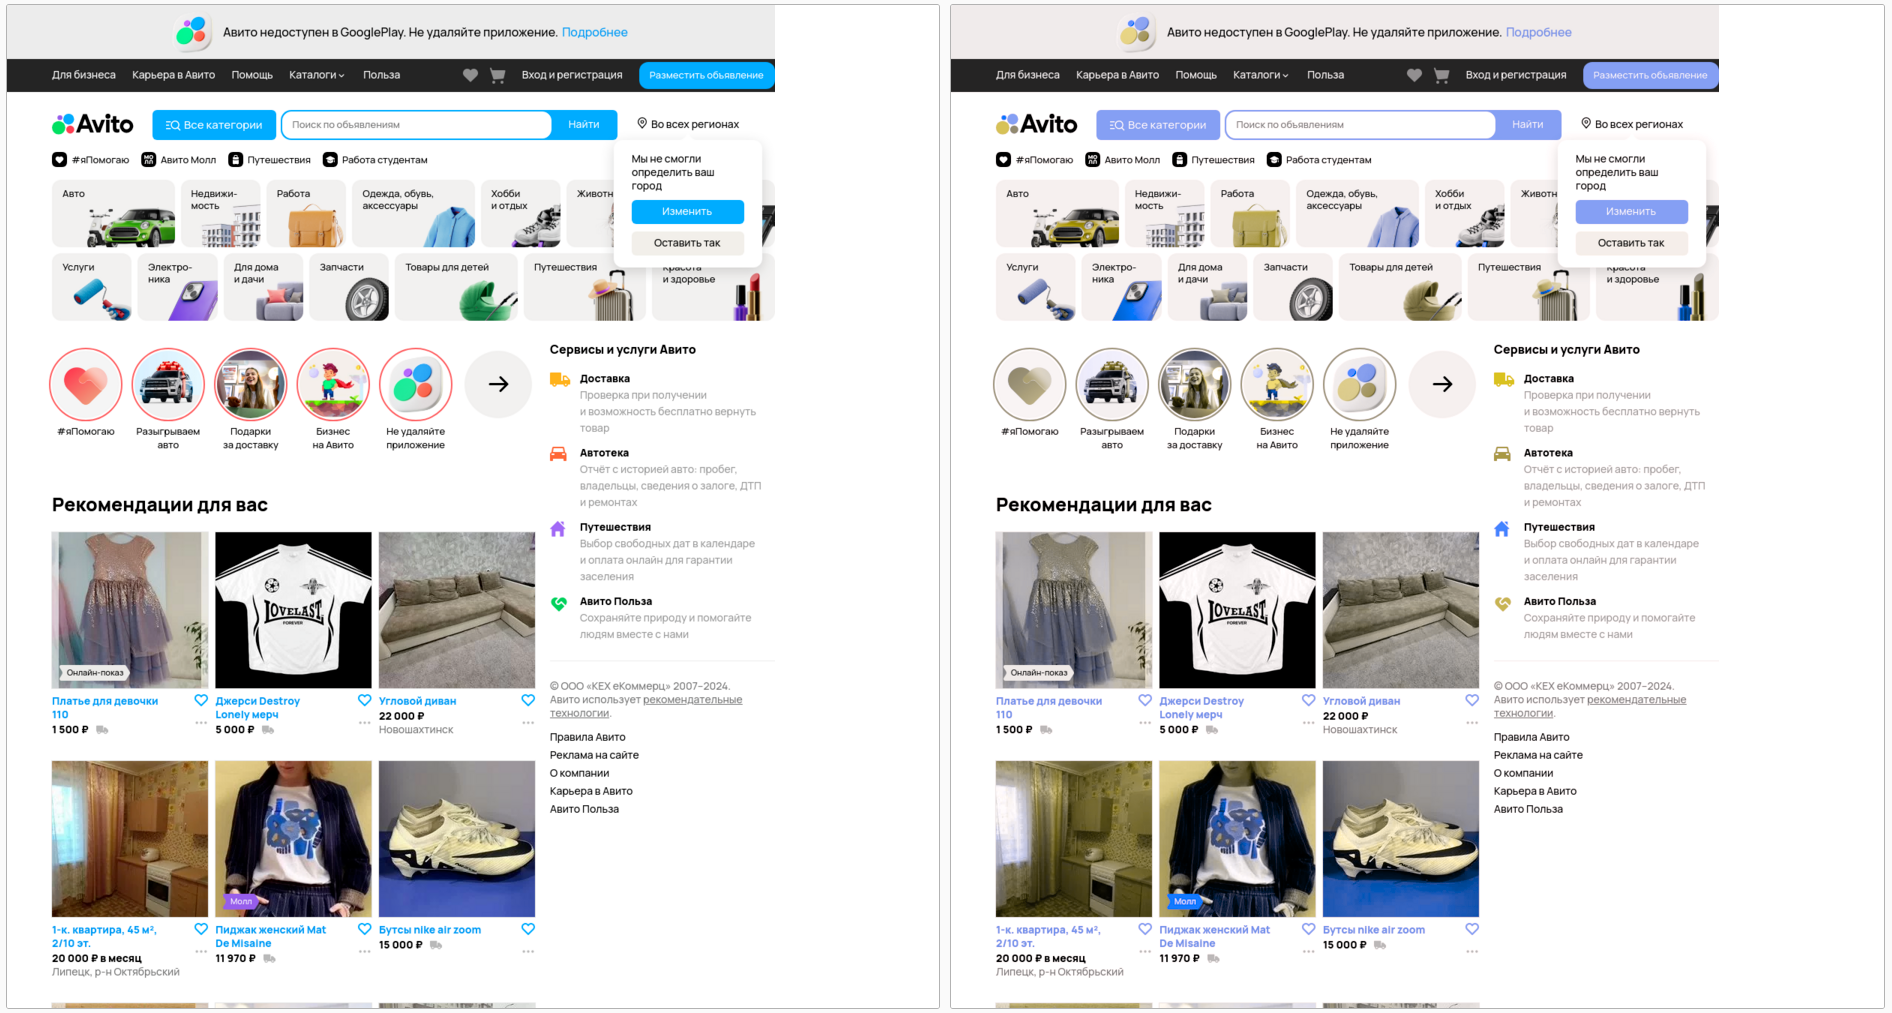 Авито недоступен в GooglePlay. Не удаляйте приложение. Подробнее
Для бизнеса Карьера в Авито Помощь Каталоги Польза Вход и регистрация Разместить объявление
Avito Все категории Поиск по объявлениям Найти Во всех регионах
#яПомогаю Авито Молл Путешествия Работа студентам
Мы не смогли
определить ваш
город
Изменить
Оставить так
Авто
Недвижи-
мость
Работа
Одежда, обувь,
аксессуары
Хобби
и отдых
Животн
Услуги
Электро-
ника
Для дома
и дачи
Запчасти
Товары для детей
Путешествия
Красота
и здоровье
#яПомогаю
Разыгрываем
авто
Подарки
за доставку
Бизнес
на Авито
Не удаляйте
приложение
Сервисы и услуги Авито
Доставка
Проверка при получении
и возможность бесплатно вернуть
товар
Автотека
Отчёт с историей авто: пробег,
владельцы, сведения о залоге, ДТП
и ремонтах
Путешествия
Выбор свободных дат в календаре
и оплата онлайн для гарантии
заселения
Авито Польза
Сохраняйте природу и помогайте
людям вместе с нами
© ООО «КЕХ еКоммерц» 2007–2024.
Авито использует рекомендательные
технологии.
Правила Авито
Реклама на сайте
О компании
Карьера в Авито
Авито Польза
Рекомендации для вас
Онлайн-показ
Платье для девочки
110
1 500 ₽
LOVELAST
FOREVER
Джерси Destroy
Lonely мерч
5 000 ₽
Угловой диван
22 000 ₽
Новошахтинск
1-к. квартира, 45 м²,
2/10 эт.
20 000 ₽ в месяц
Липецк, р-н Октябрьский
Молл
Пиджак женский Mat
De Misaine
11 970 ₽
Бутсы nike air zoom
15 000 ₽
Авито недоступен в GooglePlay. Не удаляйте приложение. Подробнее
Для бизнеса Карьера в Авито Помощь Каталоги Польза Вход и регистрация Разместить объявление
Avito Все категории Поиск по объявлениям Найти Во всех регионах
#яПомогаю Авито Молл Путешествия Работа студентам
Мы не смогли
определить ваш
город
Изменить
Оставить так
Авто
Недвижи-
мость
Работа
Одежда, обувь,
аксессуары
Хобби
и отдых
Животн
Услуги
Электро-
ника
Для дома
и дачи
Запчасти
Товары для детей
Путешествия
Красота
и здоровье
#яПомогаю
Разыгрываем
авто
Подарки
за доставку
Бизнес
на Авито
Не удаляйте
приложение
Сервисы и услуги Авито
Доставка
Проверка при получении
и возможность бесплатно вернуть
товар
Автотека
Отчёт с историей авто: пробег,
владельцы, сведения о залоге, ДТП
и ремонтах
Путешествия
Выбор свободных дат в календаре
и оплата онлайн для гарантии
заселения
Авито Польза
Сохраняйте природу и помогайте
людям вместе с нами
© ООО «КЕХ еКоммерц» 2007–2024.
Авито использует рекомендательные
технологии.
Правила Авито
Реклама на сайте
О компании
Карьера в Авито
Авито Польза
Рекомендации для вас
Онлайн-показ
Платье для девочки
110
1 500 ₽
LOVELAST
FOREVER
Джерси Destroy
Lonely мерч
5 000 ₽
Угловой диван
22 000 ₽
Новошахтинск
1-к. квартира, 45 м²,
2/10 эт.
20 000 ₽ в месяц
Липецк, р-н Октябрьский
Молл
Пиджак женский Mat
De Misaine
11 970 ₽
Бутсы nike air zoom
15 000 ₽